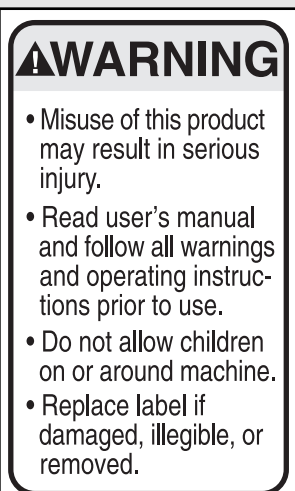 ⚠WARNING
• Misuse of this product
may result in serious
injury.
• Read user's manual
and follow all warnings
and operating instruc-
tions prior to use.
• Do not allow children
on or around machine.
• Replace label if
damaged, illegible, or
removed.